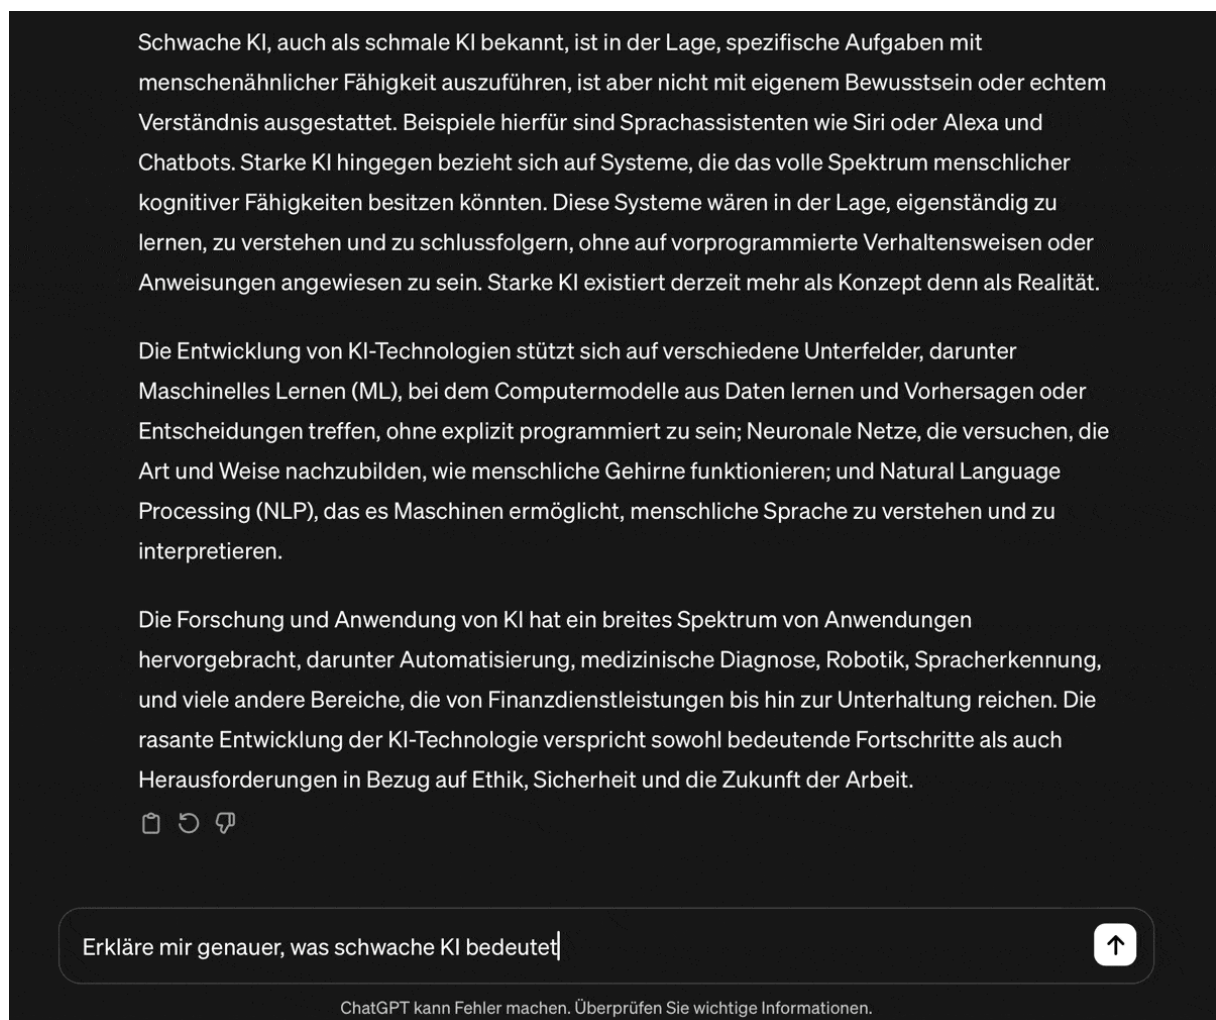 Schwache KI, auch als schmale KI bekannt, ist in der Lage, spezifische Aufgaben mit
menschenähnlicher Fähigkeit auszuführen, ist aber nicht mit eigenem Bewusstsein oder echtem
Verständnis ausgestattet. Beispiele hierfür sind Sprachassistenten wie Siri oder Alexa und
Chatbots. Starke KI hingegen bezieht sich auf Systeme, die das volle Spektrum menschlicher
kognitiver Fähigkeiten besitzen könnten. Diese Systeme wären in der Lage, eigenständig zu
lernen, zu verstehen und zu schlussfolgern, ohne auf vorprogrammierte Verhaltensweisen oder
Anweisungen angewiesen zu sein. Starke KI existiert derzeit mehr als Konzept denn als Realität.
Die Entwicklung von KI-Technologien stützt sich auf verschiedene Unterfelder, darunter
Maschinelles Lernen (ML), bei dem Computermodelle aus Daten lernen und Vorhersagen oder
Entscheidungen treffen, ohne explizit programmiert zu sein; Neuronale Netze, die versuchen, die
Art und Weise nachzubilden, wie menschliche Gehirne funktionieren; und Natural Language
Processing (NLP), das es Maschinen ermöglicht, menschliche Sprache zu verstehen und zu
interpretieren.
Die Forschung und Anwendung von KI hat ein breites Spektrum von Anwendungen
hervorgebracht, darunter Automatisierung, medizinische Diagnose, Robotik, Spracherkennung,
und viele andere Bereiche, die von Finanzdienstleistungen bis hin zur Unterhaltung reichen. Die
rasante Entwicklung der KI-Technologie verspricht sowohl bedeutende Fortschritte als auch
Herausforderungen in Bezug auf Ethik, Sicherheit und die Zukunft der Arbeit.
Erkläre mir genauer, was schwache KI bedeutet
ChatGPT kann Fehler machen. Überprüfen Sie wichtige Informationen.